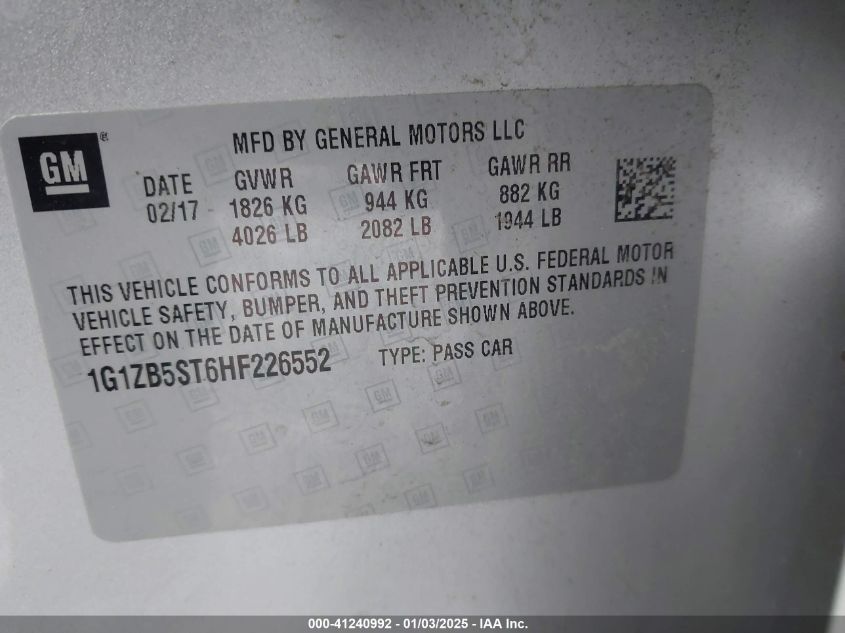 GM ®
MFD BY GENERAL MOTORS LLC
DATE GVWR GAWR FRT GAWR RR
02/17 1826 KG 944 KG 882 KG
4026 LB 2082 LB 1944 LB
THIS VEHICLE CONFORMS TO ALL APPLICABLE U.S. FEDERAL MOTOR
VEHICLE SAFETY, BUMPER, AND THEFT PREVENTION STANDARDS IN
EFFECT ON THE DATE OF MANUFACTURE SHOWN ABOVE.
1G1ZB5ST6HF226552 TYPE: PASS CAR
000-41240992 - 01/03/2025 - IAA Inc.